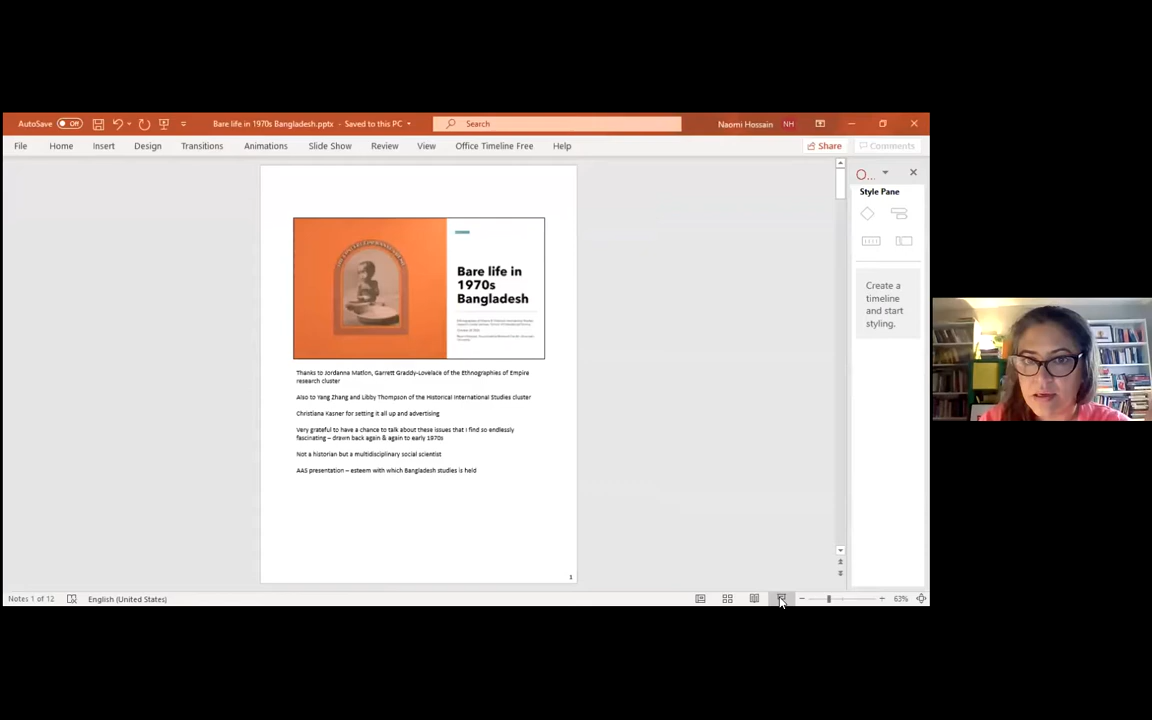 AutoSave Off
Bare life in 1970s Bangladesh.pptx - Saved to this PC
Search
Naomi Hossain NH
File Home Insert Design Transitions Animations Slide Show Review View Office Timeline Free Help
Share Comments
O...
Style Pane
Create a
timeline
and start
styling.
Bare life in
1970s
Bangladesh
Thanks to Jordanna Matlon, Garrett Graddy-Lovelace of the Ethnographies of Empire
research cluster
Also to Yang Zhang and Libby Thompson of the Historical International Studies cluster
Christiana Kasner for setting it all up and advertising
Very grateful to have a chance to talk about these issues that I find so endlessly
fascinating – drawn back again & again to early 1970s
Not a historian but a multidisciplinary social scientist
AAS presentation – esteem with which Bangladesh studies is held
1
Notes 1 of 12 English (United States) 63%